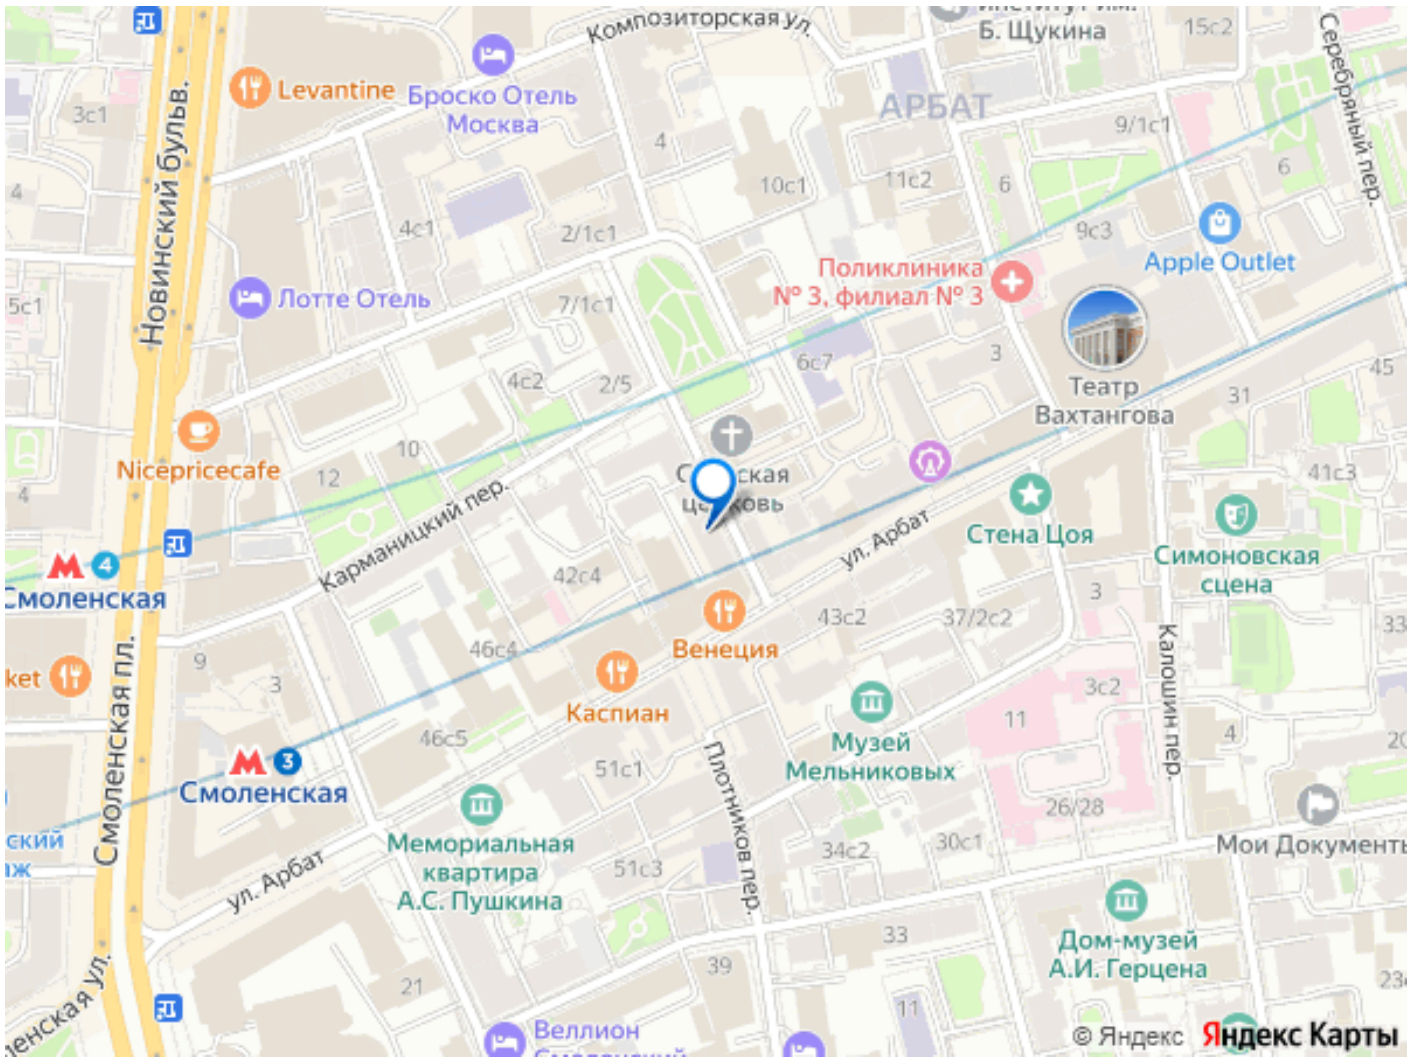 Композиторская ул.
Б. Щукина
15с2
Серебряный пер.
Levantine
Броско Отель
Москва
3с1
АРБАТ
9/1с1
4
4
10с1
11с2
6
6
Новинский бульв.
4с1
2/1с1
9с3
Apple Outlet
Поликлиника
№ 3, филиал № 3
Лотте Отель
5с1
7/1с1
6с7
3
4с2
2/5
Театр
Вахтангова
31
45
Nicepricecafe
12
10
41с3
4
Карманицкий пер.
ул. Арбат
Стена Цоя
Симоновская
сцена
4
Смоленская
42с4
3
43с2
37/2с2
33
Венеция
46с4
9
3
ket
Смоленская пл.
Каспиан
3с2
11
Калошин пер.
4
Музей
Мельниковых
46с5
3
Смоленская
51с1
Плотников пер.
26/28
ский
Мемориальная
квартира
А.С. Пушкина
34с2
30с1
Мои Документы
51с3
ул. Арбат
33
Дом-музей
А.И. Герцена
39
21
11
Веллион
© Яндекс
Яндекс Карты